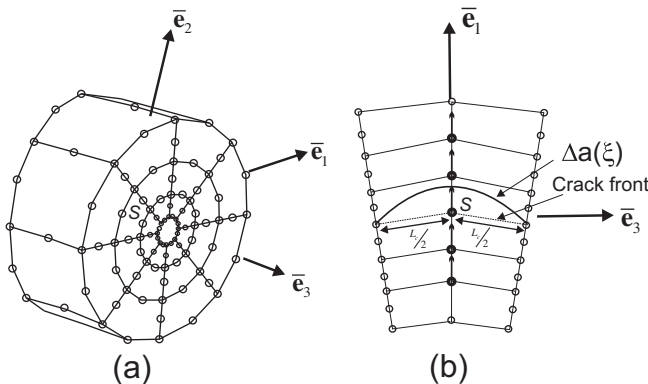 ē₂
ē₁
S
ē₃
(a)
ē₁
Δa(ξ)
Crack front
S
L꜀/2
L꜀/2
ē₃
(b)